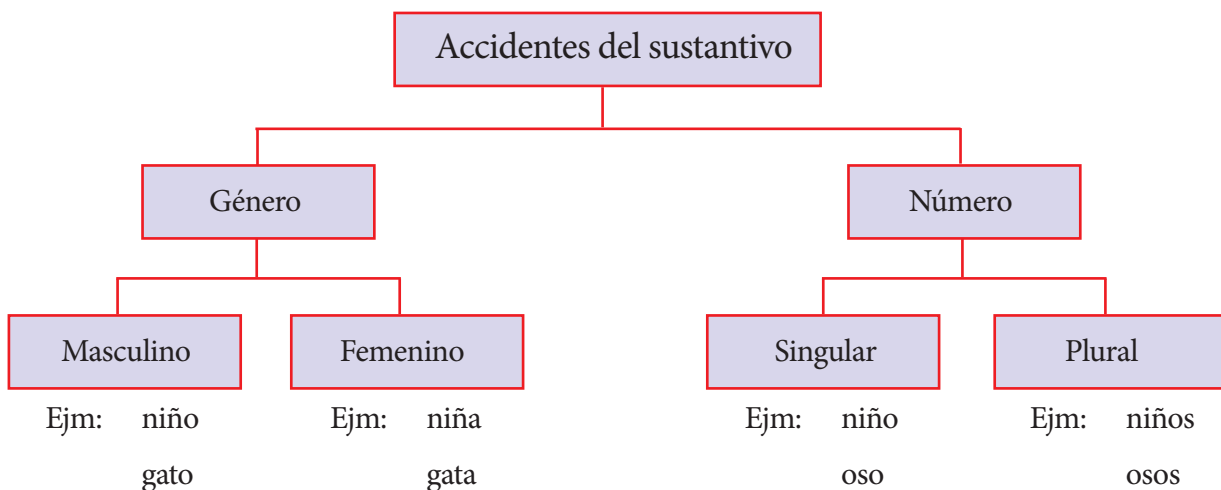 Accidentes del sustantivo
Género
Número
Masculino
Femenino
Singular
Plural
Ejm: niño
gato
Ejm: niña
gata
Ejm: niño
oso
Ejm: niños
osos